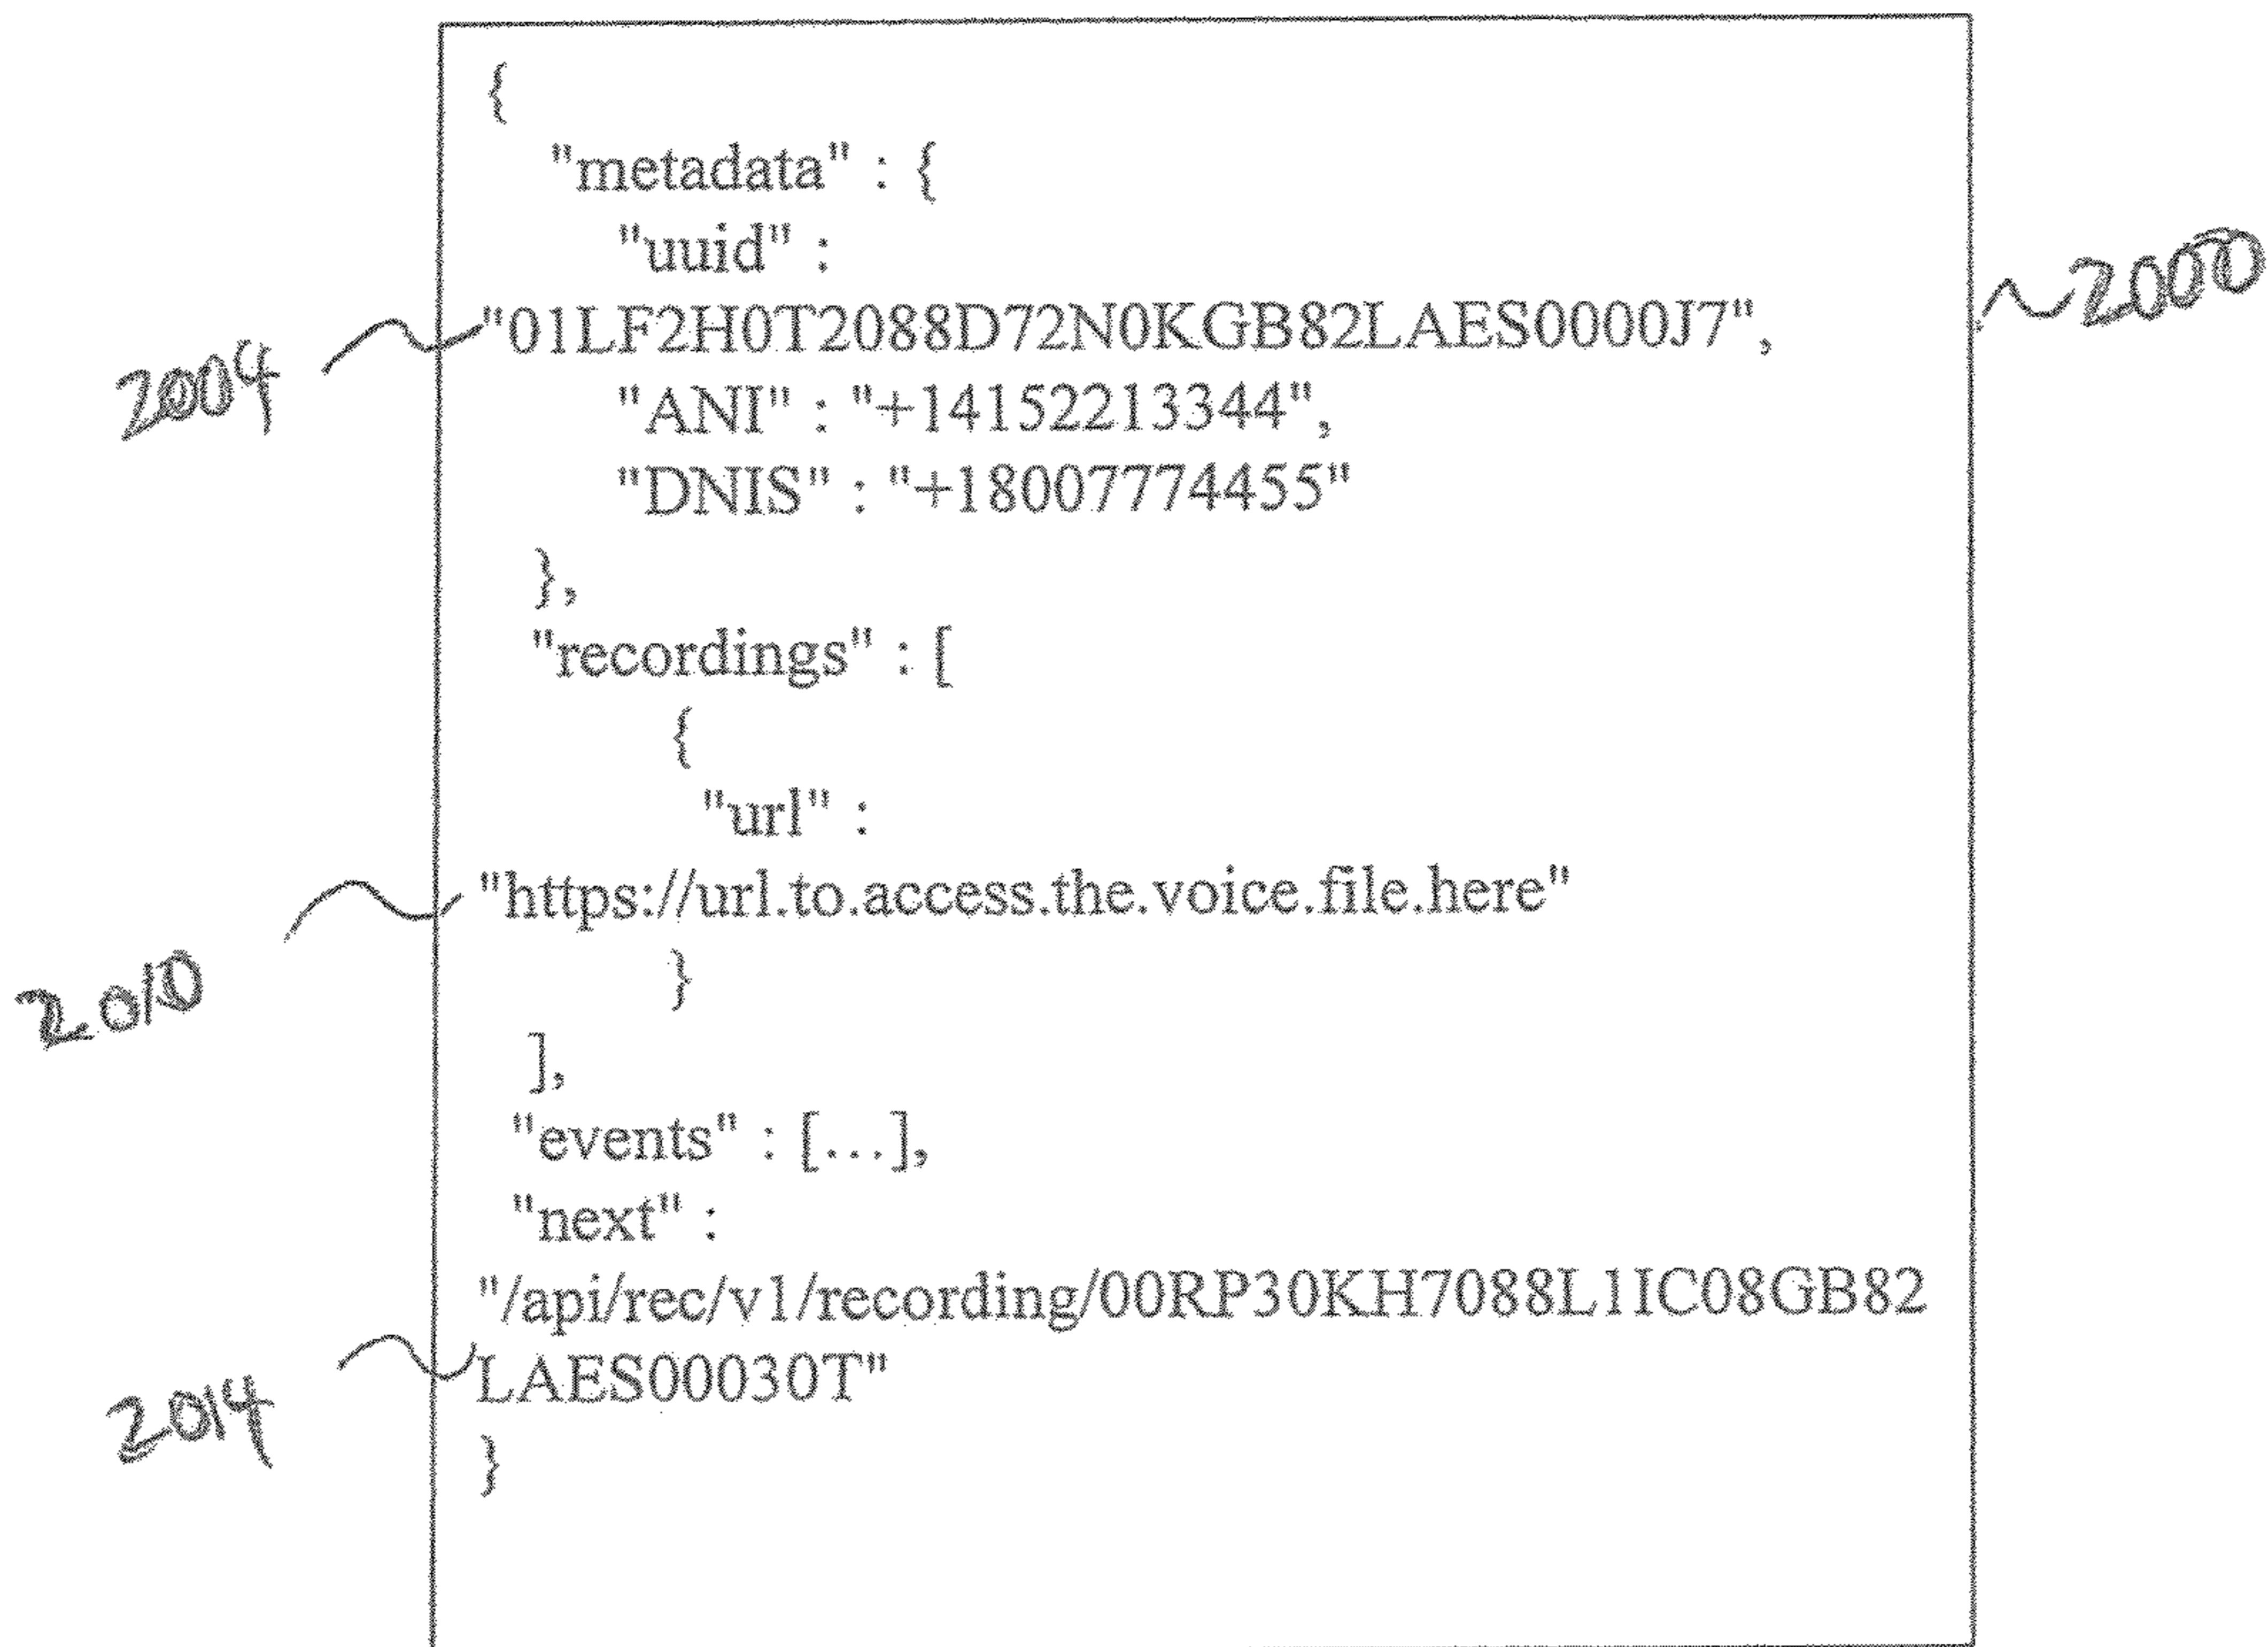 {
"metadata" : {
"uuid" :
2000
"01LF2H0T2088D72N0KGB82LAES0000J7",
2004
"ANI" : "+14152213344",
"DNIS" : "+18007774455"
},
"recordings" : [
{
"url" :
"https://url.to.access.the.voice.file.here"
2010
}
],
"events" : [...],
"next" :
"/api/rec/v1/recording/00RP30KH7088L1IC08GB82
LAES00030T"
2014
}